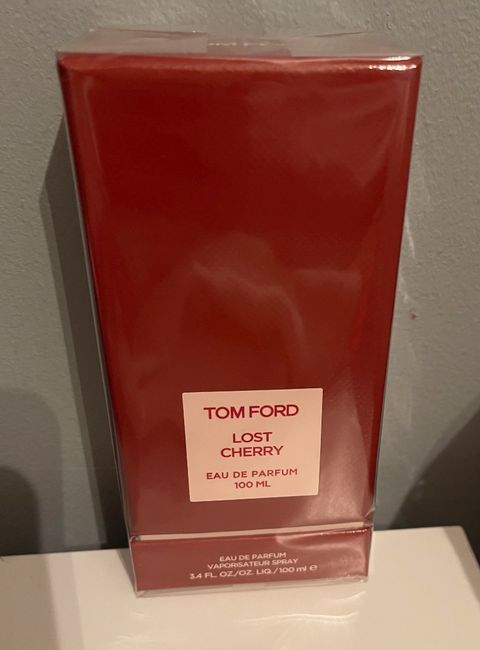 TOM FORD
LOST
CHERRY
EAU DE PARFUM
100 ML
EAU DE PARFUM
VAPORISATEUR SPRAY
3.4 FL. OZ./OZ. LIQ./100 ml ℮